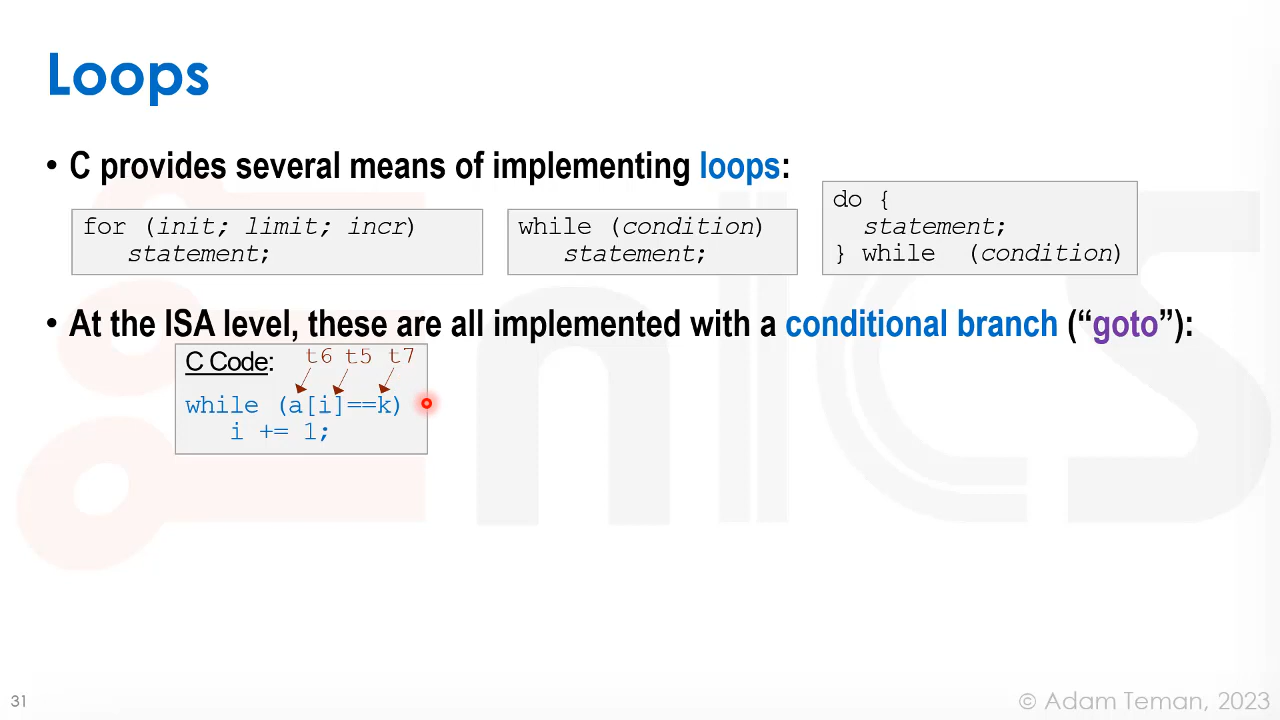 Loops
• C provides several means of implementing loops:
for (init; limit; incr)
statement;
while (condition)
statement;
do {
statement;
} while (condition)
• At the ISA level, these are all implemented with a conditional branch (“goto”):
C Code:
t6 t5 t7
while (a[i]==k)
i += 1;
enICS
31
© Adam Teman, 2023